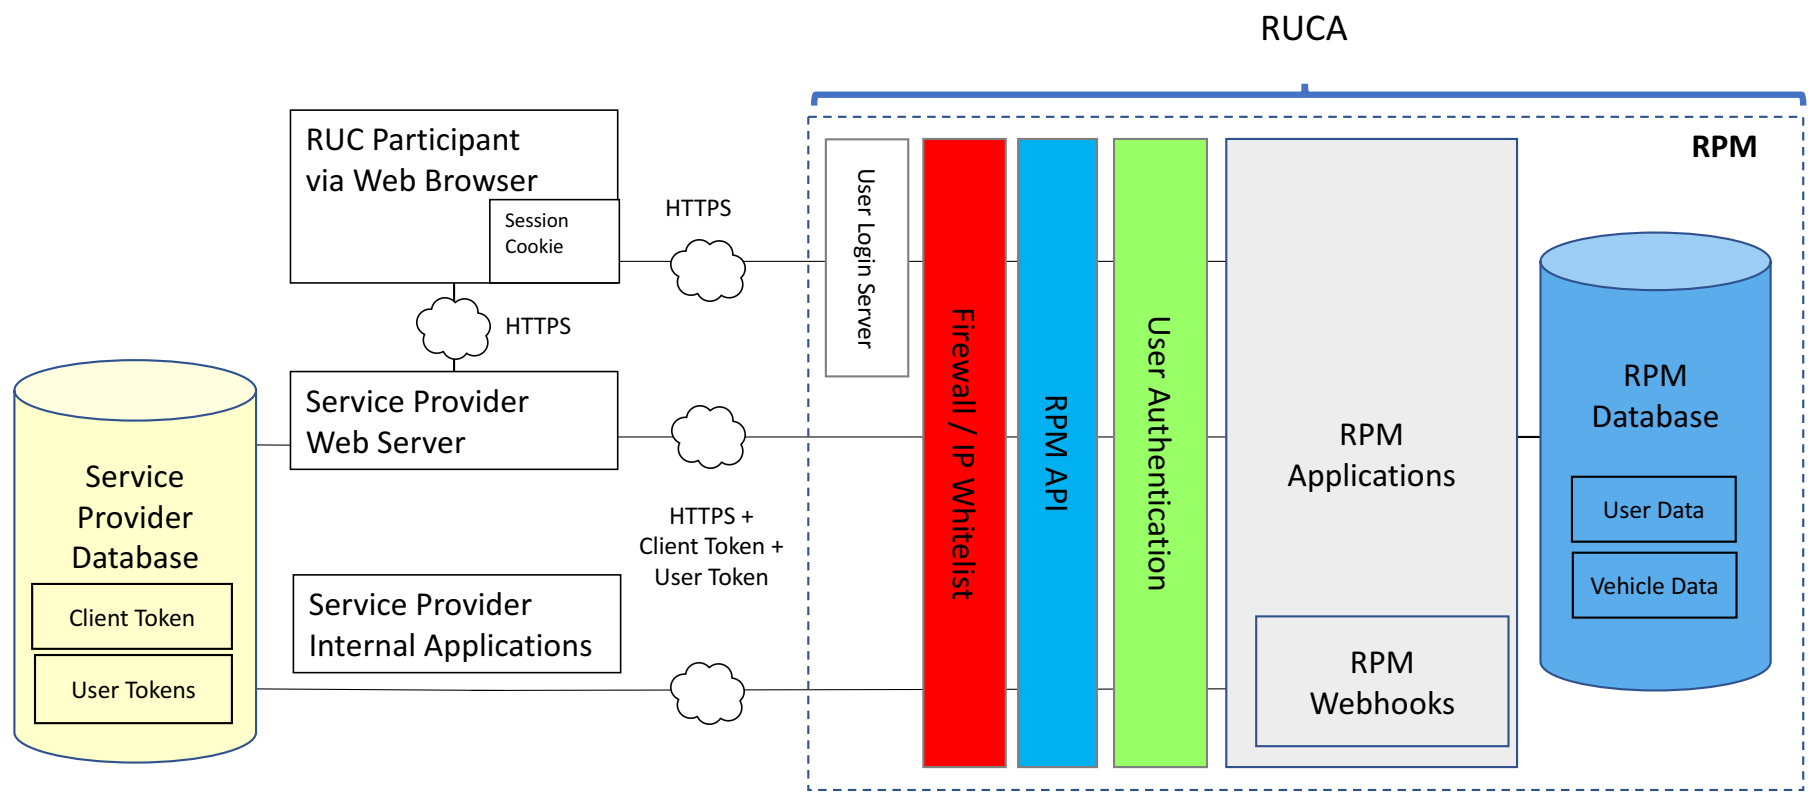 RUCA
RPM
RUC Participant
via Web Browser
Session
Cookie
HTTPS
HTTPS
User Login Server
Firewall / IP Whitelist
RPM API
User Authentication
Service Provider
Web Server
RPM
Applications
RPM
Database
User Data
Vehicle Data
Service
Provider
Database
Client Token
User Tokens
HTTPS +
Client Token +
User Token
Service Provider
Internal Applications
RPM
Webhooks